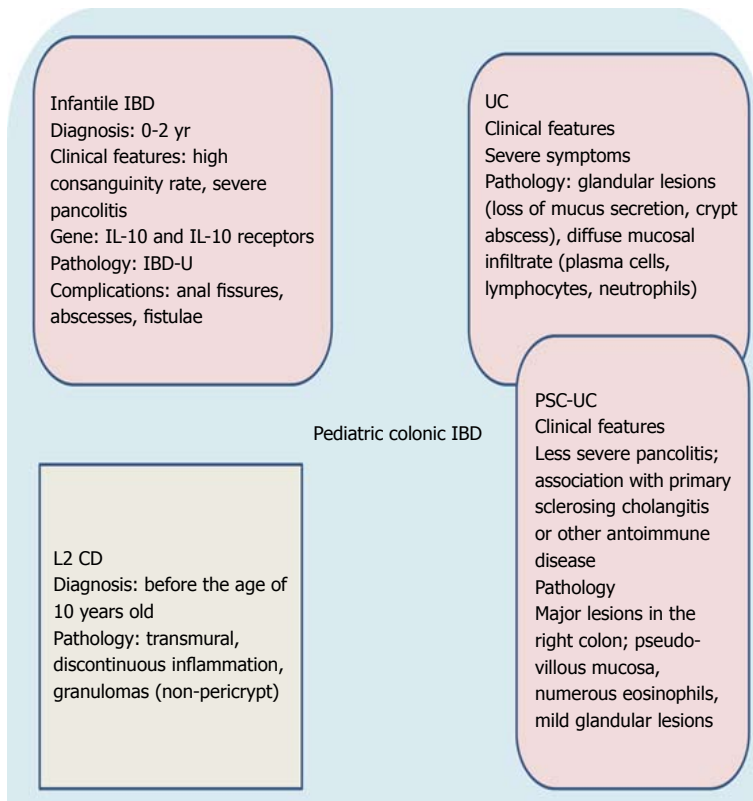 Infantile IBD
Diagnosis: 0-2 yr
Clinical features: high
consanguinity rate, severe
pancolitis
Gene: IL-10 and IL-10 receptors
Pathology: IBD-U
Complications: anal fissures,
abscesses, fistulae
UC
Clinical features
Severe symptoms
Pathology: glandular lesions
(loss of mucus secretion, crypt
abscess), diffuse mucosal
infiltrate (plasma cells,
lymphocytes, neutrophils)
Pediatric colonic IBD
L2 CD
Diagnosis: before the age of
10 years old
Pathology: transmural,
discontinuous inflammation,
granulomas (non-pericrypt)
PSC-UC
Clinical features
Less severe pancolitis;
association with primary
sclerosing cholangitis
or other antoimmune
disease
Pathology
Major lesions in the
right colon; pseudo-
villous mucosa,
numerous eosinophils,
mild glandular lesions